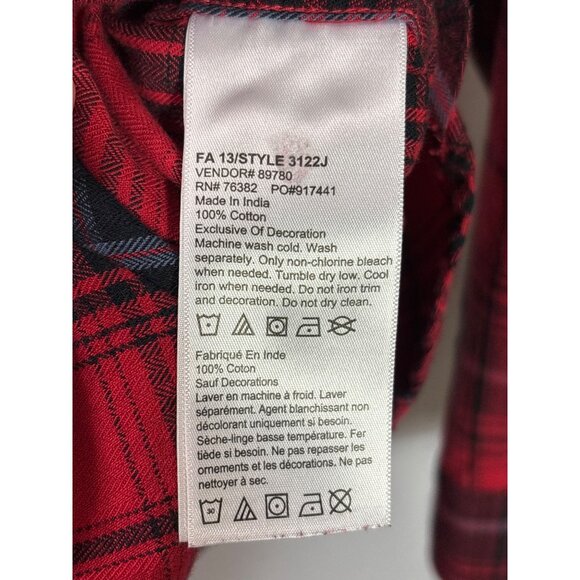 FA 13/STYLE 3122J
VENDOR# 89780
RN# 76382 PO#917441
Made In India
100% Cotton
Exclusive Of Decoration
Machine wash cold. Wash
separately. Only non-chlorine bleach
when needed. Tumble dry low. Cool
iron when needed. Do not iron trim
and decoration. Do not dry clean.
Fabriqué En Inde
100% Coton
Sauf Decorations
Laver en machine à froid. Laver
séparément. Agent blanchissant non
décolorant uniquement si besoin.
Sèche-linge basse température. Fer
tiède si besoin. Ne pas repasser les
ornements et les décorations. Ne pas
nettoyer à sec.
30